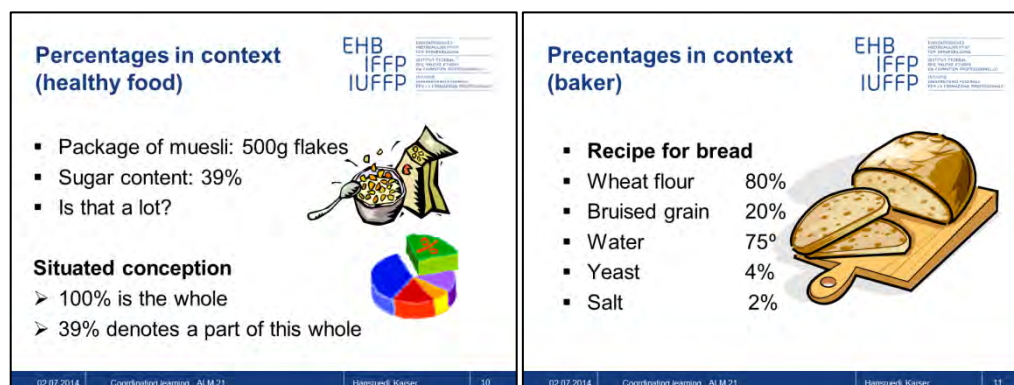 Percentages in context
(healthy food)
EHB
IFFP
IUFFP
▪ Package of muesli: 500g flakes
▪ Sugar content: 39%
▪ Is that a lot?
Situated conception
➢ 100% is the whole
➢ 39% denotes a part of this whole
02.07.2014 Coordinating learning ALM 21 Hansruedi Kaiser 10
Precentages in context
(baker)
EHB
IFFP
IUFFP
▪ Recipe for bread
▪ Wheat flour 80%
▪ Bruised grain 20%
▪ Water 75º
▪ Yeast 4%
▪ Salt 2%
02.07.2014 Coordinating learning ALM 21 Hansruedi Kaiser 11